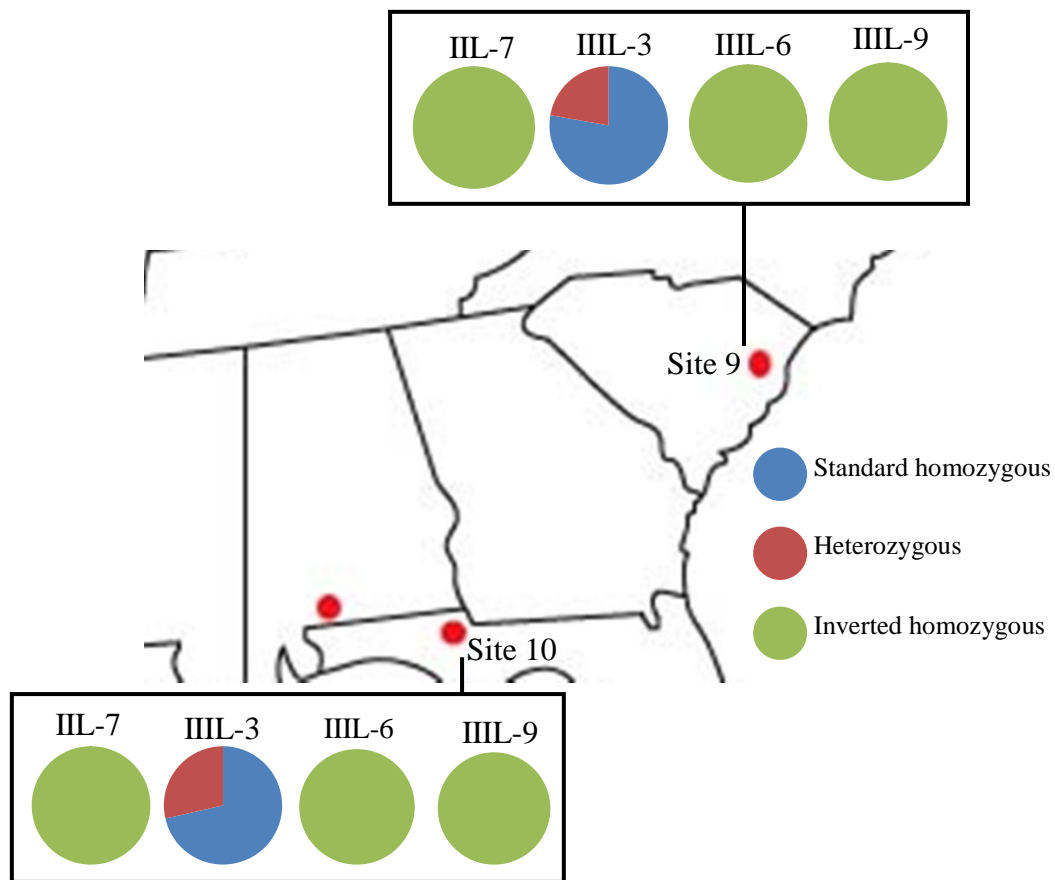 IIL-7 IIIL-3 IIIL-6 IIIL-9
Site 9
Standard homozygous
Heterozygous
Inverted homozygous
Site 10
IIL-7 IIIL-3 IIIL-6 IIIL-9